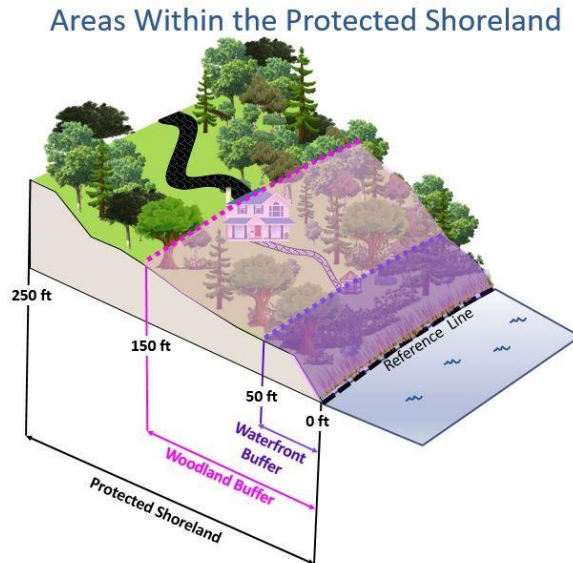 Areas Within the Protected Shoreland
250 ft
150 ft
50 ft
0 ft
Reference Line
Waterfront
Buffer
Woodland Buffer
Protected Shoreland